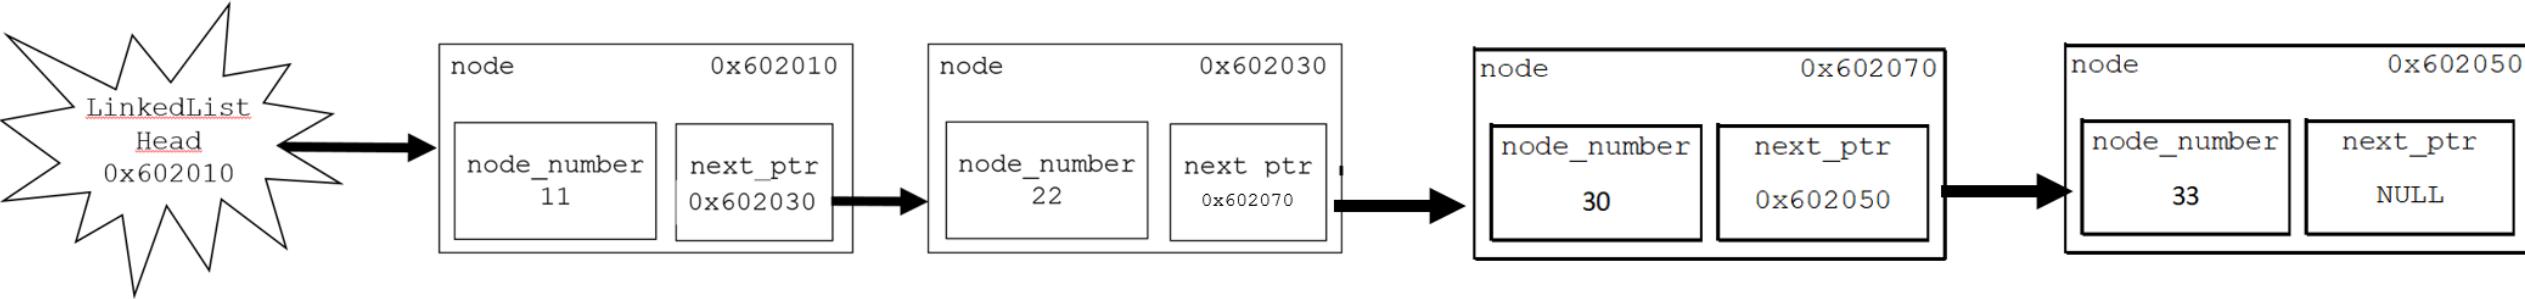 LinkedList
Head
0x602010
node 0x602010
node_number
11
next_ptr
0x602030
node 0x602030
node_number
22
next ptr
0x602070
node 0x602070
node_number
30
next_ptr
0x602050
node 0x602050
node_number
33
next_ptr
NULL